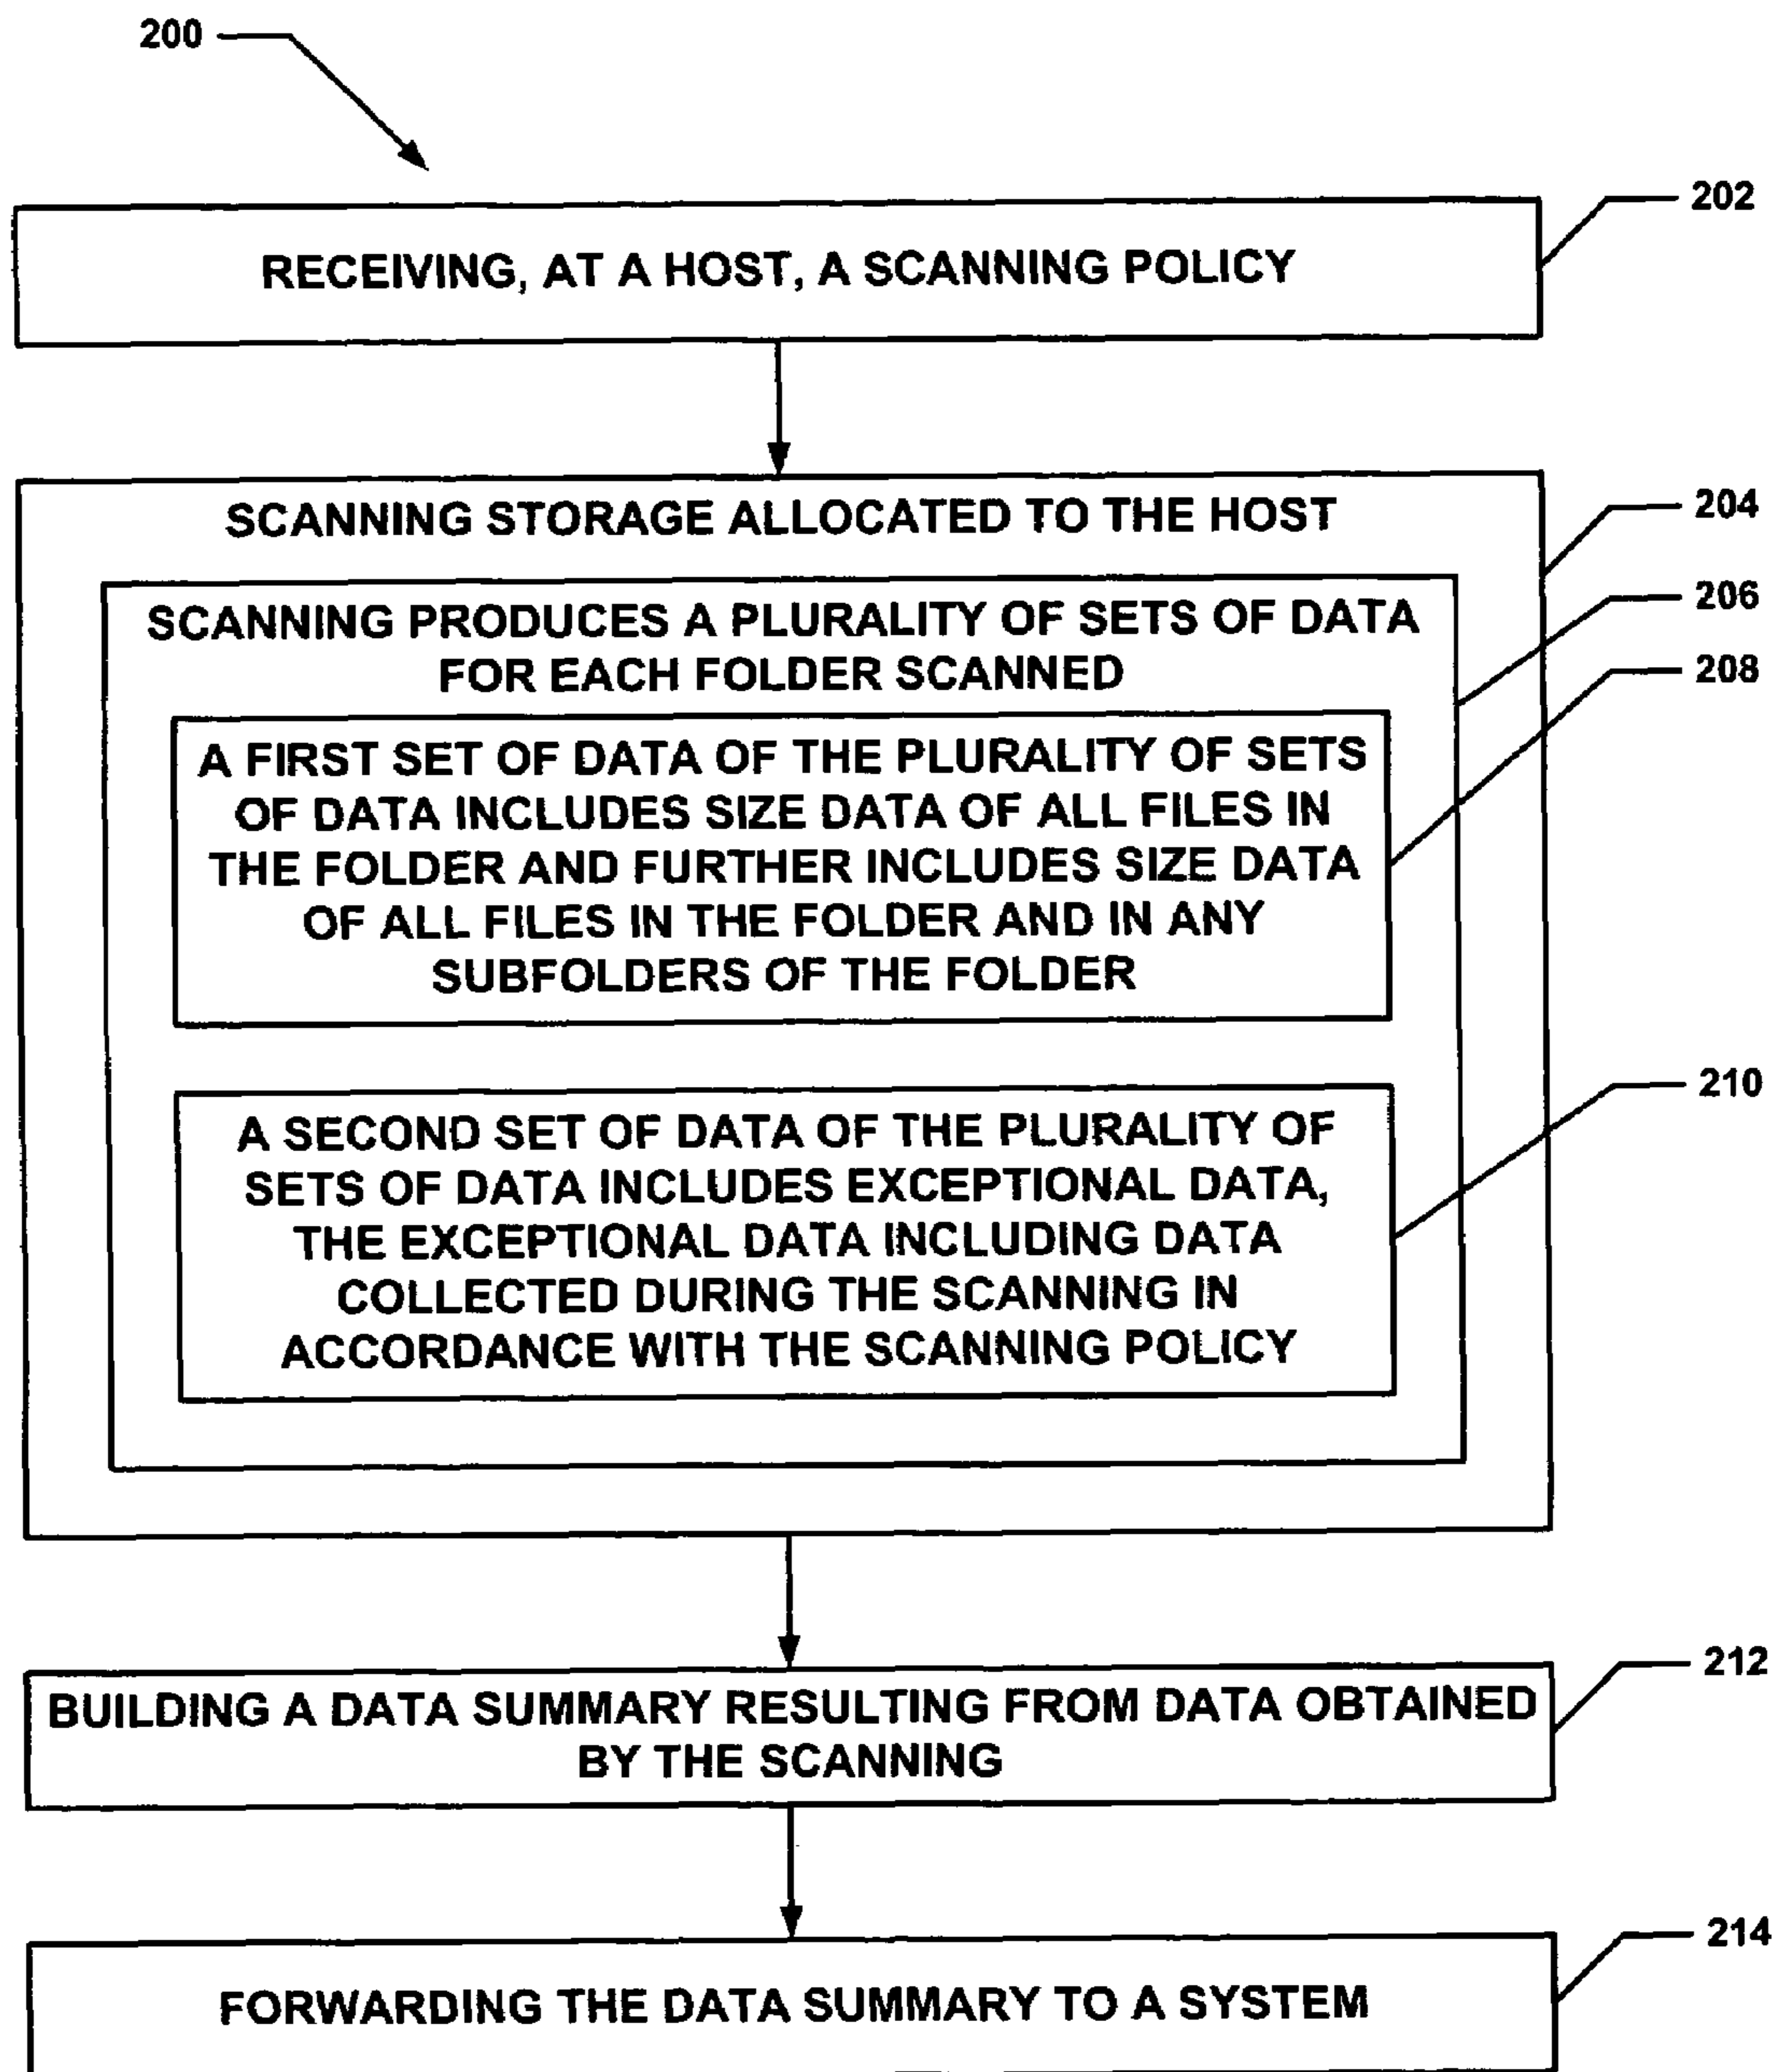 200
202
RECEIVING, AT A HOST, A SCANNING POLICY
204
SCANNING STORAGE ALLOCATED TO THE HOST
206
SCANNING PRODUCES A PLURALITY OF SETS OF DATA
FOR EACH FOLDER SCANNED
208
A FIRST SET OF DATA OF THE PLURALITY OF SETS
OF DATA INCLUDES SIZE DATA OF ALL FILES IN
THE FOLDER AND FURTHER INCLUDES SIZE DATA
OF ALL FILES IN THE FOLDER AND IN ANY
SUBFOLDERS OF THE FOLDER
210
A SECOND SET OF DATA OF THE PLURALITY OF
SETS OF DATA INCLUDES EXCEPTIONAL DATA,
THE EXCEPTIONAL DATA INCLUDING DATA
COLLECTED DURING THE SCANNING IN
ACCORDANCE WITH THE SCANNING POLICY
212
BUILDING A DATA SUMMARY RESULTING FROM DATA OBTAINED
BY THE SCANNING
214
FORWARDING THE DATA SUMMARY TO A SYSTEM